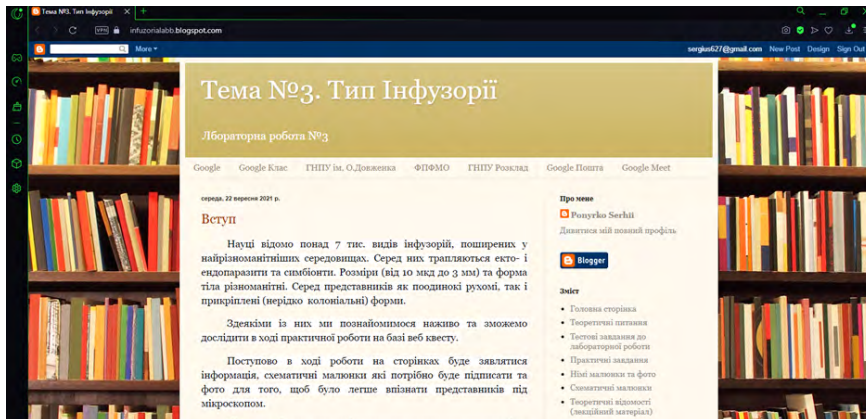 Тема №3. Тип Інфузорії
VPN
infuzorialabb.blogspot.com
More
sergius627@gmail.com New Post Design Sign Out
Тема №3. Тип Інфузорії
Лбораторна робота №3
Google Google Клас ГНПУ ім. О.Довженка ФПФМО ГНПУ Розклад Google Пошта Google Meet
середа, 22 вересня 2021 р.
Вступ
Науці відомо понад 7 тис. видів інфузорій, поширених у
найрізноманітніших середовищах. Серед них трапляються екто- і
ендопаразити та симбіонти. Розміри (від 10 мкд до 3 мм) та форма
тіла різноманітні. Серед представників як поодинокі рухомі, так і
прикріплені (нерідко колоніальні) форми.
Здеякими із них ми познайомимося наживо та зможемо
дослідити в ході практичної роботи на базі веб квесту.
Поступово в ході роботи на сторінках буде зявлятися
інформація, схематичні малюнки які потрібно буде підписати та
фото для того, щоб було легше впізнати представників під
мікроскопом.
Про мене
Ponyrko Serhii
Дивитися мій повний профіль
Blogger
Зміст
Головна сторінка
Теоретичні питання
Тестові завдання до
лабораторної роботи
Практичні завдання
Німі малюнки та фото
Схематичні малюнки
Теоретичні відомості
(лекційний матеріал)